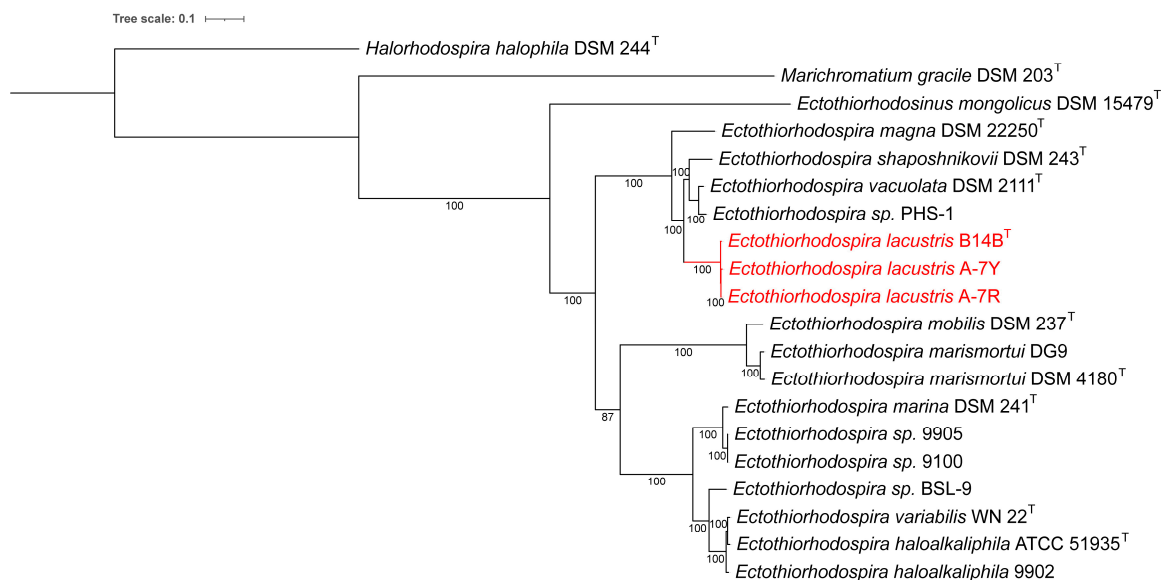 Tree scale: 0.1
Halorhodospira halophila DSM 244T
Marichromatium gracile DSM 203T
Ectothiorhodosinus mongolicus DSM 15479T
Ectothiorhodospira magna DSM 22250T
Ectothiorhodospira shaposhnikovii DSM 243T
100
100
Ectothiorhodospira vacuolata DSM 2111T
100
Ectothiorhodospira sp. PHS-1
100
100
Ectothiorhodospira lacustris B14BT
100
Ectothiorhodospira lacustris A-7Y
Ectothiorhodospira lacustris A-7R
100
100
Ectothiorhodospira mobilis DSM 237T
100
Ectothiorhodospira marismortui DG9
100
Ectothiorhodospira marismortui DSM 4180T
Ectothiorhodospira marina DSM 241T
87
100
Ectothiorhodospira sp. 9905
100
Ectothiorhodospira sp. 9100
100
Ectothiorhodospira sp. BSL-9
Ectothiorhodospira variabilis WN 22T
100
100
Ectothiorhodospira haloalkaliphila ATCC 51935T
100
Ectothiorhodospira haloalkaliphila 9902